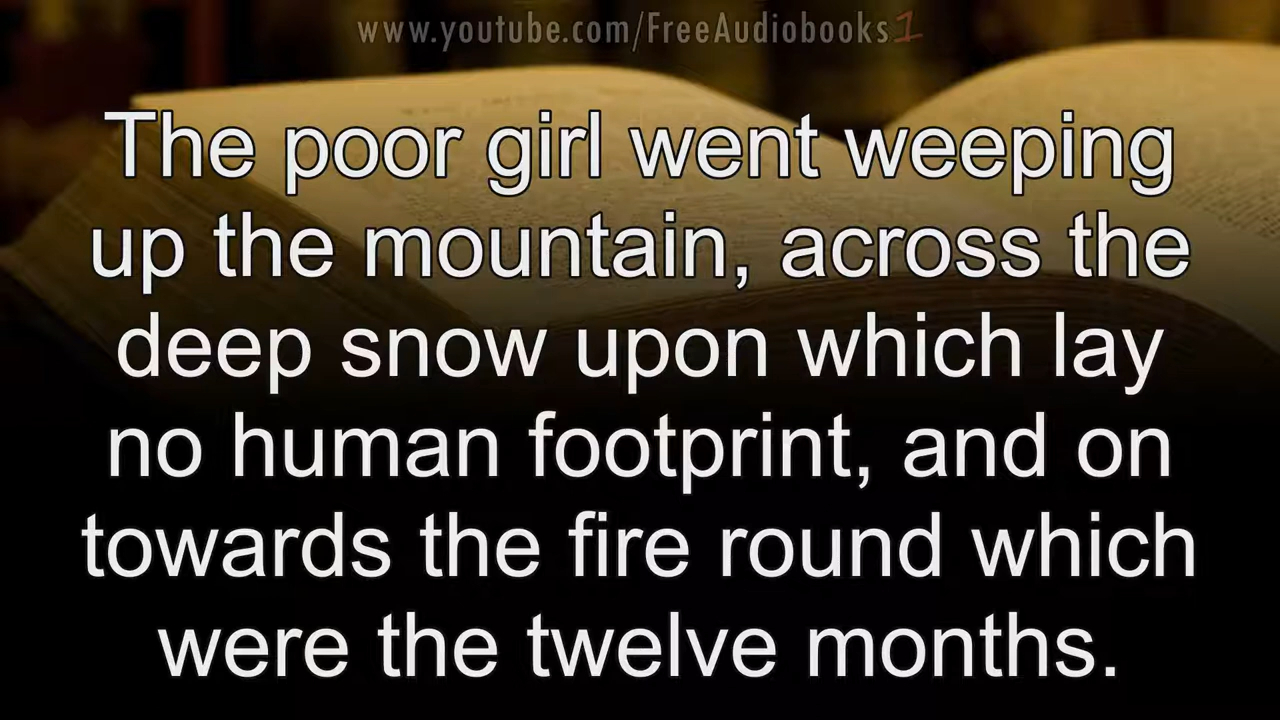 www.youtube.com/FreeAudiobooks1
The poor girl went weeping
up the mountain, across the
deep snow upon which lay
no human footprint, and on
towards the fire round which
were the twelve months.